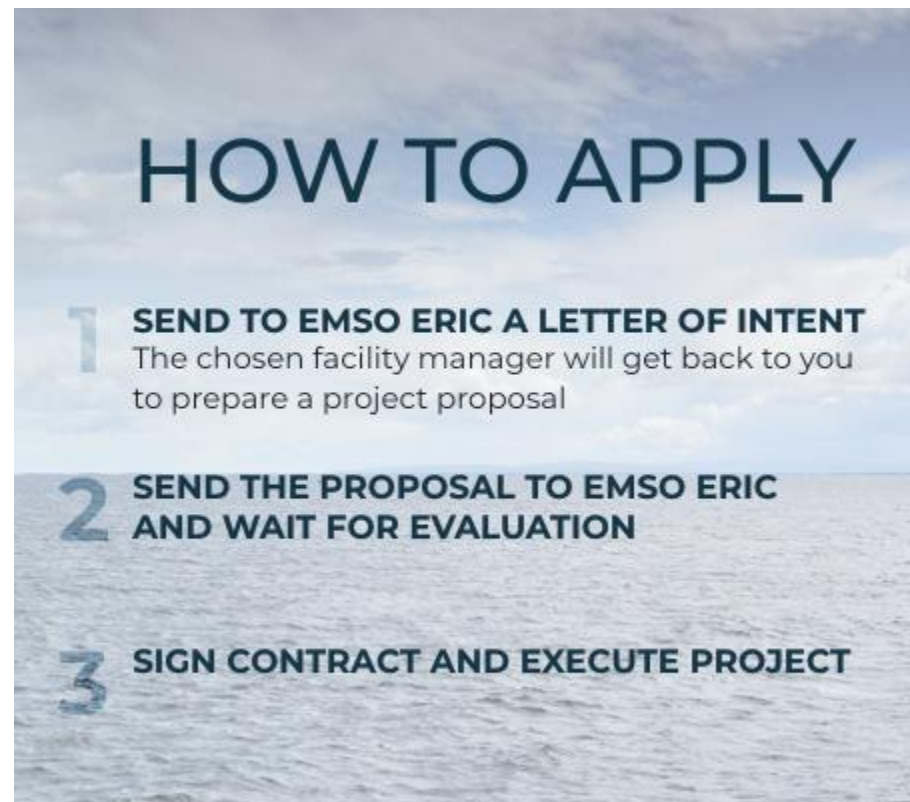 HOW TO APPLY
1 SEND TO EMSO ERIC A LETTER OF INTENT
The chosen facility manager will get back to you
to prepare a project proposal
2 SEND THE PROPOSAL TO EMSO ERIC
AND WAIT FOR EVALUATION
3 SIGN CONTRACT AND EXECUTE PROJECT